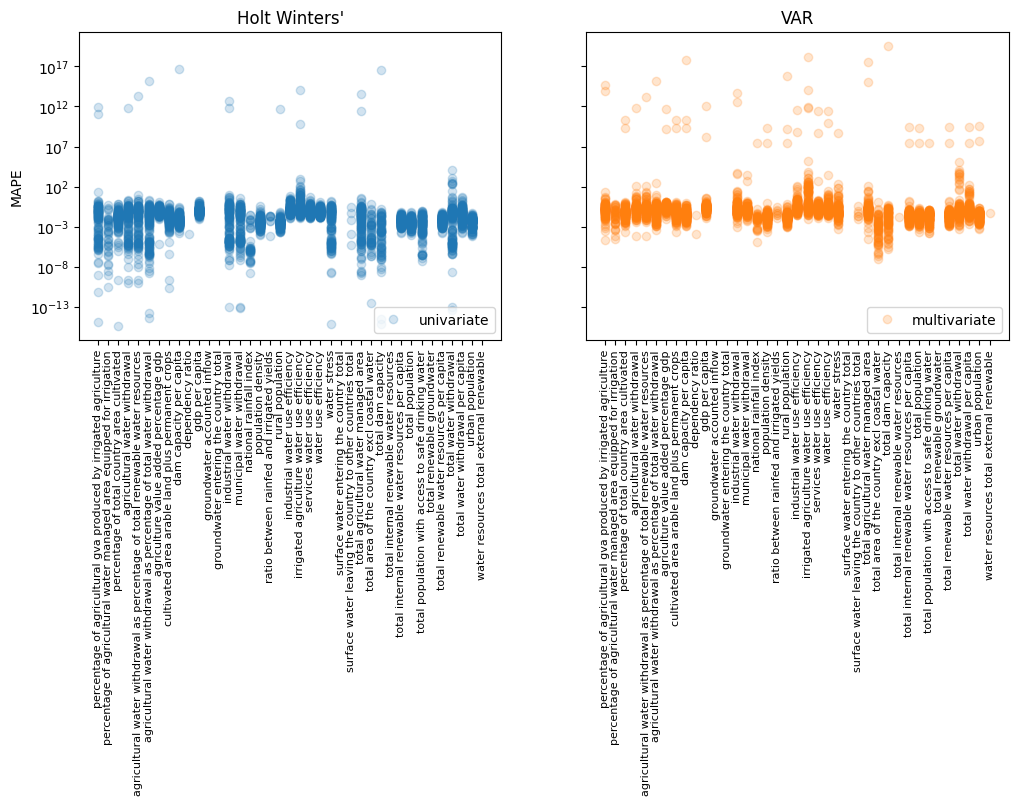 Holt Winters'
VAR
MAPE
10^17
10^12
10^7
10^2
10^−3
10^−8
10^−13
univariate
multivariate
percentage of agricultural gva produced by irrigated agriculture
percentage of agricultural water managed area equipped for irrigation
percentage of total country area cultivated
agricultural water withdrawal
agricultural water withdrawal as percentage of total renewable water resources
agricultural water withdrawal as percentage of total water withdrawal
agriculture value added percentage gdp
cultivated area arable land plus permanent crops
dam capacity per capita
dependency ratio
gdp per capita
groundwater accounted inflow
groundwater entering the country total
industrial water withdrawal
municipal water withdrawal
national rainfall index
population density
ratio between rainfed and irrigated yields
rural population
industrial water use efficiency
irrigated agriculture water use efficiency
services water use efficiency
water use efficiency
water stress
surface water entering the country total
surface water leaving the country to other countries total
total agricultural water managed area
total area of the country excl coastal water
total dam capacity
total internal renewable water resources
total internal renewable water resources per capita
total population
total population with access to safe drinking water
total renewable groundwater
total renewable water resources per capita
total water withdrawal
total water withdrawal per capita
urban population
water resources total external renewable
percentage of agricultural gva produced by irrigated agriculture
percentage of agricultural water managed area equipped for irrigation
percentage of total country area cultivated
agricultural water withdrawal
agricultural water withdrawal as percentage of total renewable water resources
agricultural water withdrawal as percentage of total water withdrawal
agriculture value added percentage gdp
cultivated area arable land plus permanent crops
dam capacity per capita
dependency ratio
gdp per capita
groundwater accounted inflow
groundwater entering the country total
industrial water withdrawal
municipal water withdrawal
national rainfall index
population density
ratio between rainfed and irrigated yields
rural population
industrial water use efficiency
irrigated agriculture water use efficiency
services water use efficiency
water use efficiency
water stress
surface water entering the country total
surface water leaving the country to other countries total
total agricultural water managed area
total area of the country excl coastal water
total dam capacity
total internal renewable water resources
total internal renewable water resources per capita
total population
total population with access to safe drinking water
total renewable groundwater
total renewable water resources per capita
total water withdrawal
total water withdrawal per capita
urban population
water resources total external renewable